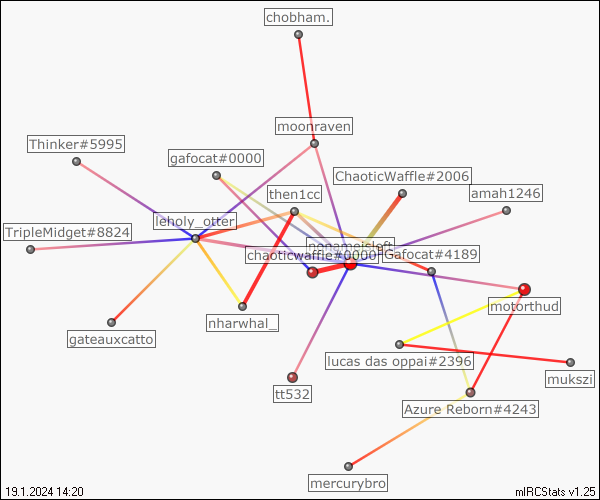 chobham.
moonraven
Thinker#5995
gafocat#0000
ChaoticWaffle#2006
then1cc
amah1246
leholy_otter
TripleMidget#8824
nonameisleft
chaoticwaffle#0000
Gafocat#4189
motorthud
nharwhal_
gateauxcatto
lucas das oppai#2396
mukszi
tt532
Azure Reborn#4243
mercurybro
19.1.2024 14:20
mIRCStats v1.25